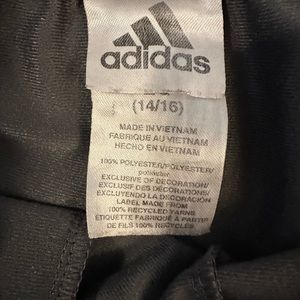 adidas
(14/16)
MADE IN VIETNAM
FABRIQUE AU VIETNAM
HECHO EN VIETNAM
100% POLYESTER/POLYESTER/
poliéster
EXCLUSIVE OF DECORATION/
EXCLUSIF DES DÉCORATIONS/
EXCLUYENDO LA DECORACIÓN
LABEL MADE FROM
100% RECYCLED YARNS
ÉTIQUETTE FABRIQUÉ À PARTIR
DE FILS 100% RECYCLÉS